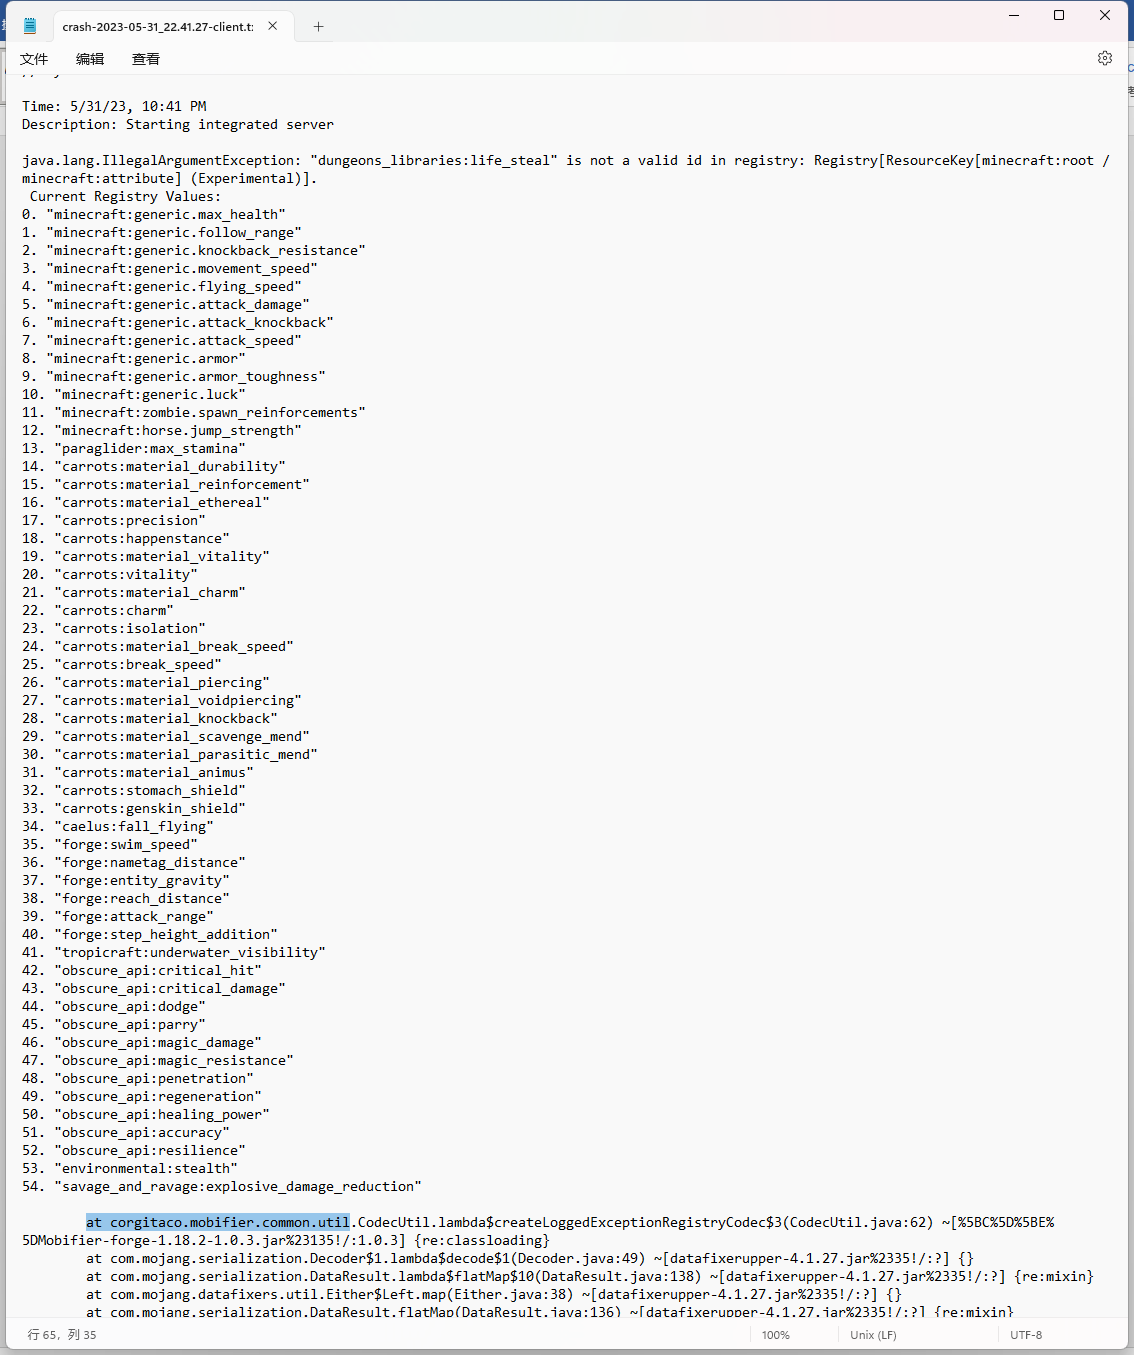 crash-2023-05-31_22.41.27-client.t
文件 编辑 查看
Time: 5/31/23, 10:41 PM
Description: Starting integrated server
java.lang.IllegalArgumentException: "dungeons_libraries:life_steal" is not a valid id in registry: Registry[ResourceKey[minecraft:root /
minecraft:attribute] (Experimental)].
Current Registry Values:
0. "minecraft:generic.max_health"
1. "minecraft:generic.follow_range"
2. "minecraft:generic.knockback_resistance"
3. "minecraft:generic.movement_speed"
4. "minecraft:generic.flying_speed"
5. "minecraft:generic.attack_damage"
6. "minecraft:generic.attack_knockback"
7. "minecraft:generic.attack_speed"
8. "minecraft:generic.armor"
9. "minecraft:generic.armor_toughness"
10. "minecraft:generic.luck"
11. "minecraft:zombie.spawn_reinforcements"
12. "minecraft:horse.jump_strength"
13. "paraglider:max_stamina"
14. "carrots:material_durability"
15. "carrots:material_reinforcement"
16. "carrots:material_ethereal"
17. "carrots:precision"
18. "carrots:happenstance"
19. "carrots:material_vitality"
20. "carrots:vitality"
21. "carrots:material_charm"
22. "carrots:charm"
23. "carrots:isolation"
24. "carrots:material_break_speed"
25. "carrots:break_speed"
26. "carrots:material_piercing"
27. "carrots:material_voidpiercing"
28. "carrots:material_knockback"
29. "carrots:material_scavenge_mend"
30. "carrots:material_parasitic_mend"
31. "carrots:material_animus"
32. "carrots:stomach_shield"
33. "carrots:genskin_shield"
34. "caelus:fall_flying"
35. "forge:swim_speed"
36. "forge:nametag_distance"
37. "forge:entity_gravity"
38. "forge:reach_distance"
39. "forge:attack_range"
40. "forge:step_height_addition"
41. "tropicraft:underwater_visibility"
42. "obscure_api:critical_hit"
43. "obscure_api:critical_damage"
44. "obscure_api:dodge"
45. "obscure_api:parry"
46. "obscure_api:magic_damage"
47. "obscure_api:magic_resistance"
48. "obscure_api:penetration"
49. "obscure_api:regeneration"
50. "obscure_api:healing_power"
51. "obscure_api:accuracy"
52. "obscure_api:resilience"
53. "environmental:stealth"
54. "savage_and_ravage:explosive_damage_reduction"
at corgitaco.mobifier.common.util.CodecUtil.lambda$createLoggedExceptionRegistryCodec$3(CodecUtil.java:62) ~[%5BC%5D%5BE%
5DMobifier-forge-1.18.2-1.0.3.jar%23135!/:1.0.3] {re:classloading}
at com.mojang.serialization.Decoder$1.lambda$decode$1(Decoder.java:49) ~[datafixerupper-4.1.27.jar%2335!/:?] {}
at com.mojang.serialization.DataResult.lambda$flatMap$10(DataResult.java:138) ~[datafixerupper-4.1.27.jar%2335!/:?] {re:mixin}
at com.mojang.datafixers.util.Either$Left.map(Either.java:38) ~[datafixerupper-4.1.27.jar%2335!/:?] {}
at com.mojang.serialization.DataResult.flatMap(DataResult.java:136) ~[datafixerupper-4.1.27.jar%2335!/:?] {re:mixin}
行 65，列 35 100% Unix (LF) UTF-8